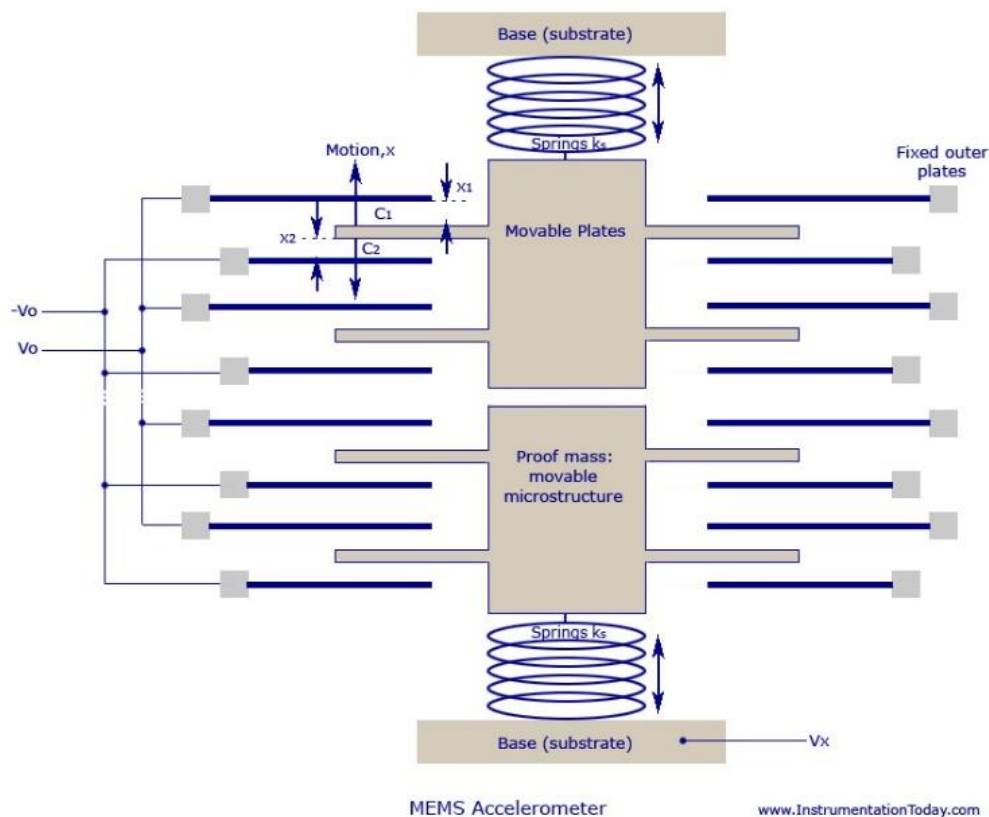 Base (substrate)
Springs ks
Fixed outer
plates
Motion,x
x1
C1
x2
C2
Movable Plates
-Vo
Vo
Proof mass:
movable
microstructure
Springs ks
Base (substrate)
Vx
MEMS Accelerometer
www.InstrumentationToday.com